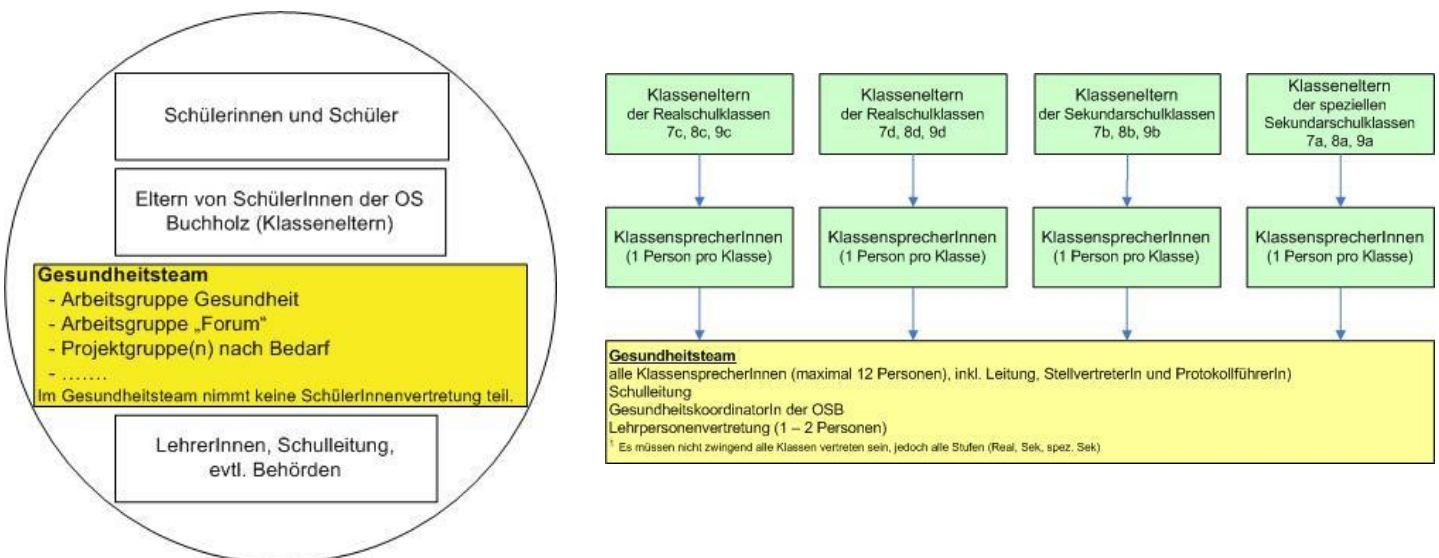 Schülerinnen und Schüler
Eltern von SchülerInnen der OS
Buchholz (Klasseneltern)
Gesundheitsteam
- Arbeitsgruppe Gesundheit
- Arbeitsgruppe „Forum“
- Projektgruppe(n) nach Bedarf
- .......
Im Gesundheitsteam nimmt keine SchülerInnenvertretung teil.
LehrerInnen, Schulleitung,
evtl. Behörden
Klasseneltern
der Realschulklassen
7c, 8c, 9c
Klasseneltern
der Realschulklassen
7d, 8d, 9d
Klasseneltern
der Sekundarschulklassen
7b, 8b, 9b
Klasseneltern
der speziellen
Sekundarschulklassen
7a, 8a, 9a
KlassensprecherInnen
(1 Person pro Klasse)
KlassensprecherInnen
(1 Person pro Klasse)
KlassensprecherInnen
(1 Person pro Klasse)
KlassensprecherInnen
(1 Person pro Klasse)
Gesundheitsteam
alle KlassensprecherInnen (maximal 12 Personen), inkl. Leitung, StellvertreterIn und ProtokollführerIn)
Schulleitung
GesundheitskoordinatorIn der OSB
Lehrpersonenvertretung (1 – 2 Personen)
¹ Es müssen nicht zwingend alle Klassen vertreten sein, jedoch alle Stufen (Real, Sek, spez. Sek)